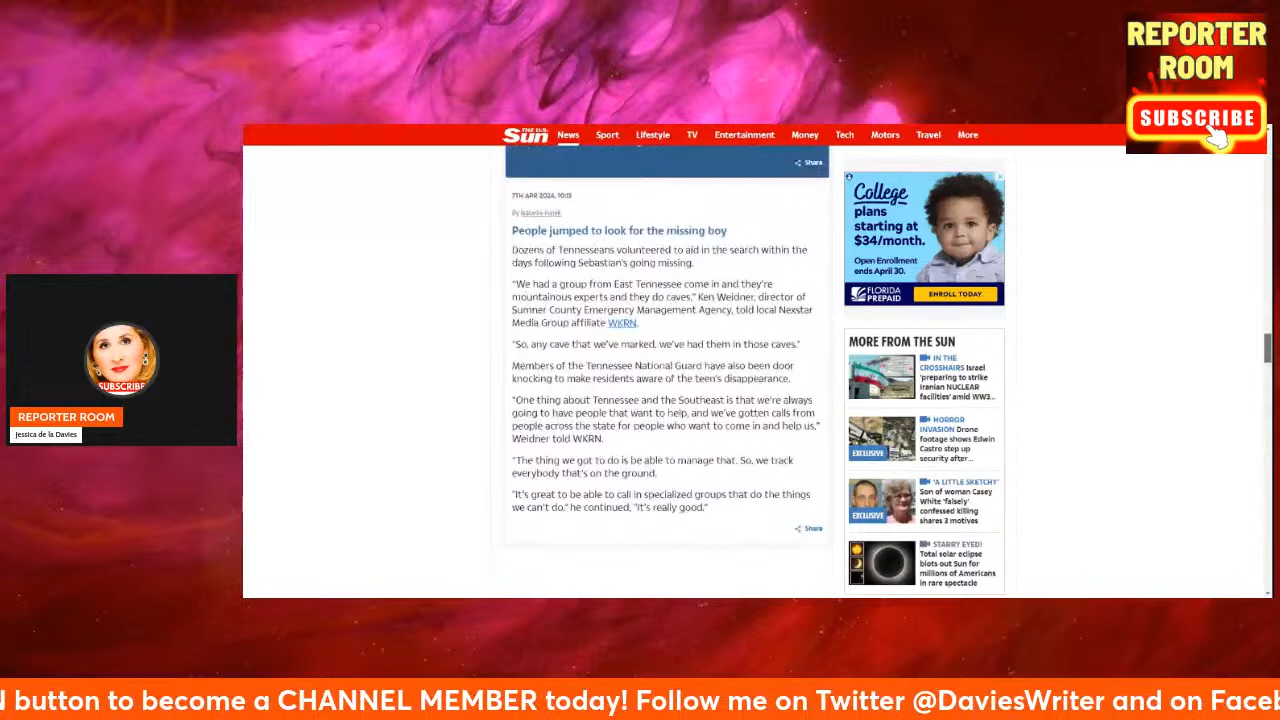 REPORTER
ROOM
SUBSCRIBE
THE U.S.
Sun
News
Sport
Lifestyle
TV
Entertainment
Money
Tech
Motors
Travel
More
Share
7TH APR 2024, 10:15
By Isabelle Hajek
People jumped to look for the missing boy
Dozens of Tennesseans volunteered to aid in the search within the
days following Sebastian's going missing.
"We had a group from East Tennessee come in and they're
mountainous experts and they do caves," Ken Weidner, director of
Sumner County Emergency Management Agency, told local Nexstar
Media Group affiliate WKRN.
"So, any cave that we've marked, we've had them in those caves."
Members of the Tennessee National Guard have also been door
knocking to make residents aware of the teen's disappearance.
"One thing about Tennessee and the Southeast is that we're always
going to have people that want to help, and we've gotten calls from
people across the state for people who want to come in and help us,"
Weidner told WKRN.
"The thing we got to do is be able to manage that. So, we track
everybody that's on the ground.
"It's great to be able to call in specialized groups that do the things
we can't do," he continued, "It's really good."
Share
College
plans
starting at
$34/month.
Open Enrollment
ends April 30.
FLORIDA
PREPAID
ENROLL TODAY
MORE FROM THE SUN
IN THE
CROSSHAIRS Israel
'preparing to strike
Iranian NUCLEAR
facilities' amid WW3...
HORROR
INVASION Drone
footage shows Edwin
Castro step up
security after...
EXCLUSIVE
'A LITTLE SKETCHY'
Son of woman Casey
White 'falsely'
confessed killing
shares 3 motives
EXCLUSIVE
STARRY EYED!
Total solar eclipse
blots out Sun for
millions of Americans
in rare spectacle
SUBSCRIBE
REPORTER ROOM
Jessica de la Davies
N button to become a CHANNEL MEMBER today! Follow me on Twitter @DaviesWriter and on Faceb